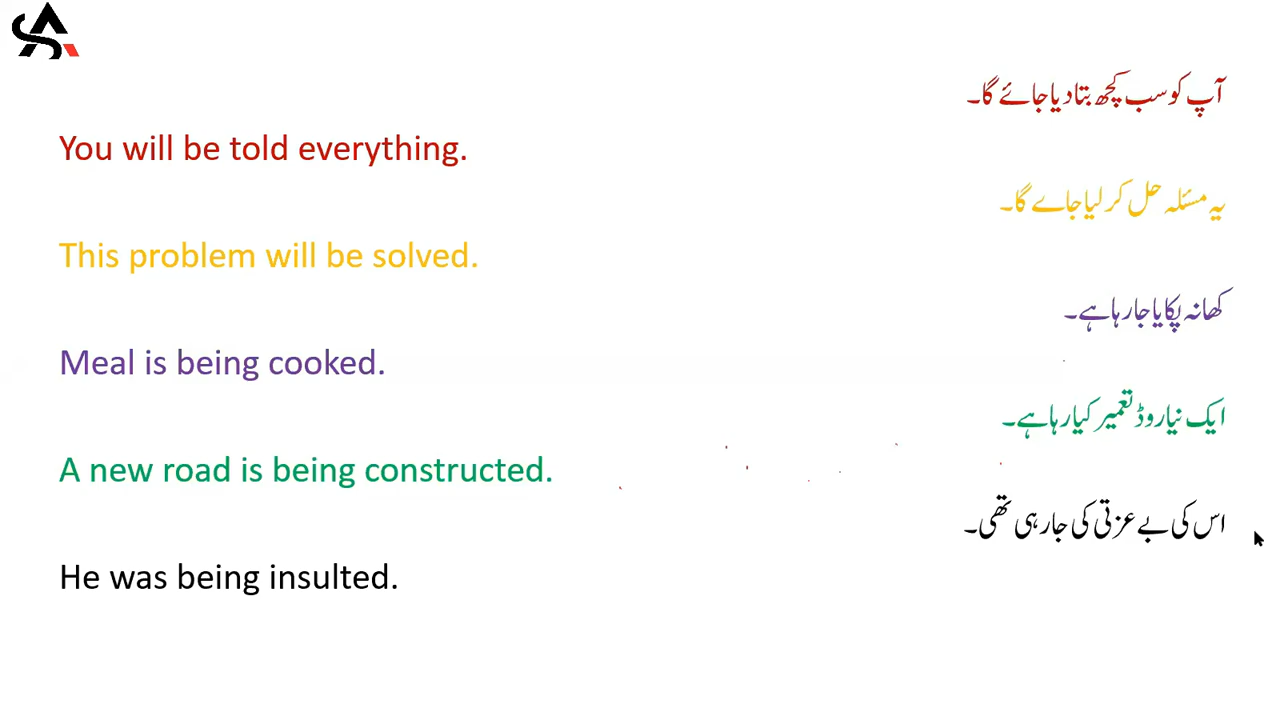 آپ کو سب کچھ بتا دیا جائے گا۔
You will be told everything.
یہ مسئلہ حل کر لیا جاے گا۔
This problem will be solved.
کھانہ پکایا جا رہا ہے۔
Meal is being cooked.
ایک نیا روڈ تعمیر کیا رہا ہے۔
A new road is being constructed.
اس کی بے عزتی کی جا رہی تھی۔
He was being insulted.